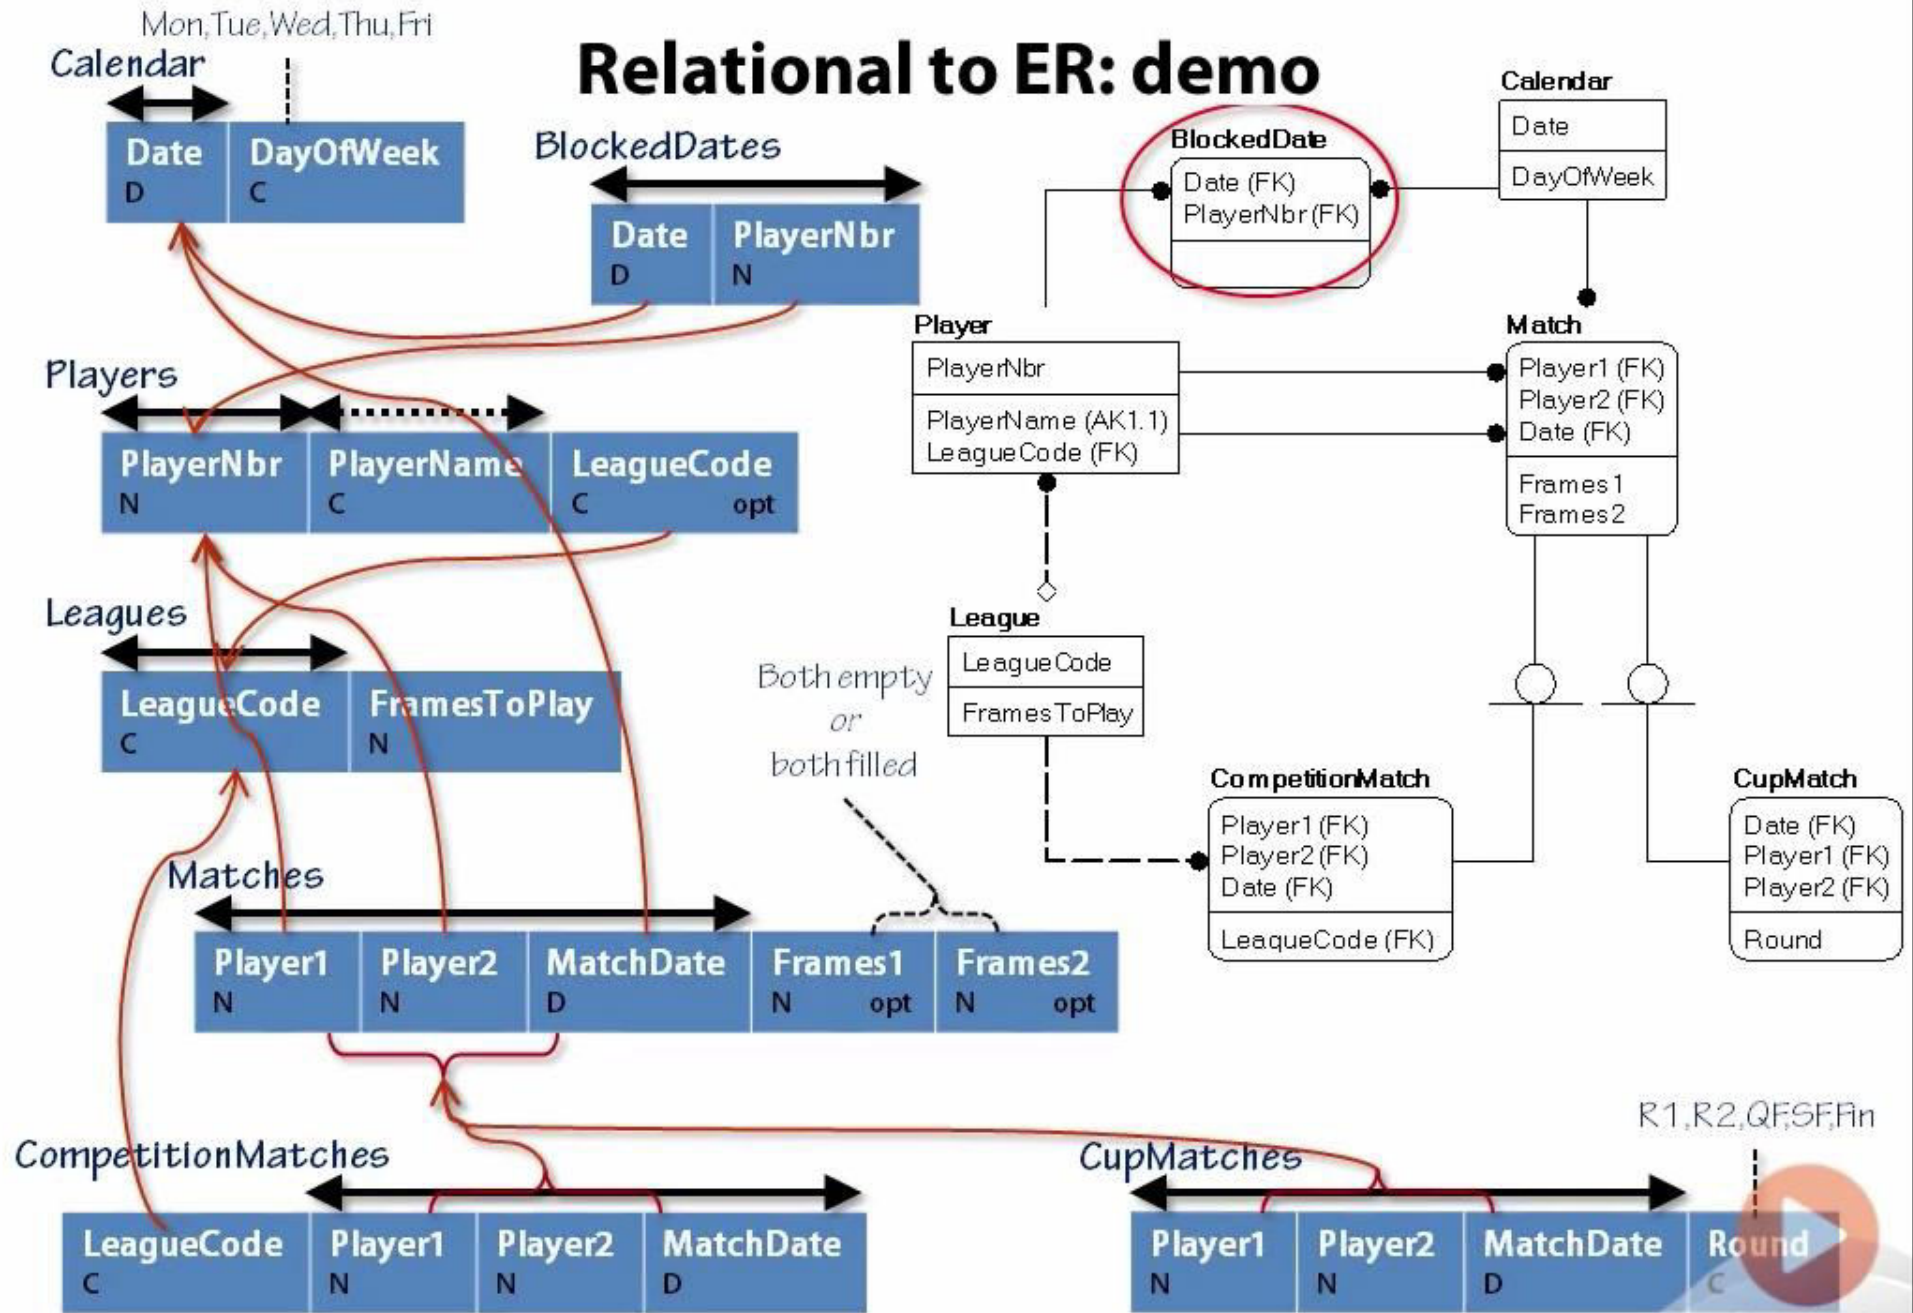 Relational to ER: demo
Mon,Tue,Wed,Thu,Fri
Calendar
Date DayOfWeek
D C
BlockedDates
Date PlayerNbr
D N
Players
PlayerNbr PlayerName LeagueCode
N C C opt
Leagues
LeagueCode FramesToPlay
C N
Both empty
or
both filled
Matches
Player1 Player2 MatchDate Frames1 Frames2
N N D N opt N opt
CompetitionMatches
LeagueCode Player1 Player2 MatchDate
C N N D
R1,R2,QF,SF,Fin
CupMatches
Player1 Player2 MatchDate Round
N N D C
BlockedDate
Date (FK)
PlayerNbr (FK)
Calendar
Date
DayOfWeek
Player
PlayerNbr
PlayerName (AK1.1)
LeagueCode (FK)
Match
Player1 (FK)
Player2 (FK)
Date (FK)
Frames1
Frames2
League
LeagueCode
FramesToPlay
CompetitionMatch
Player1 (FK)
Player2 (FK)
Date (FK)
LeaqueCode (FK)
CupMatch
Date (FK)
Player1 (FK)
Player2 (FK)
Round